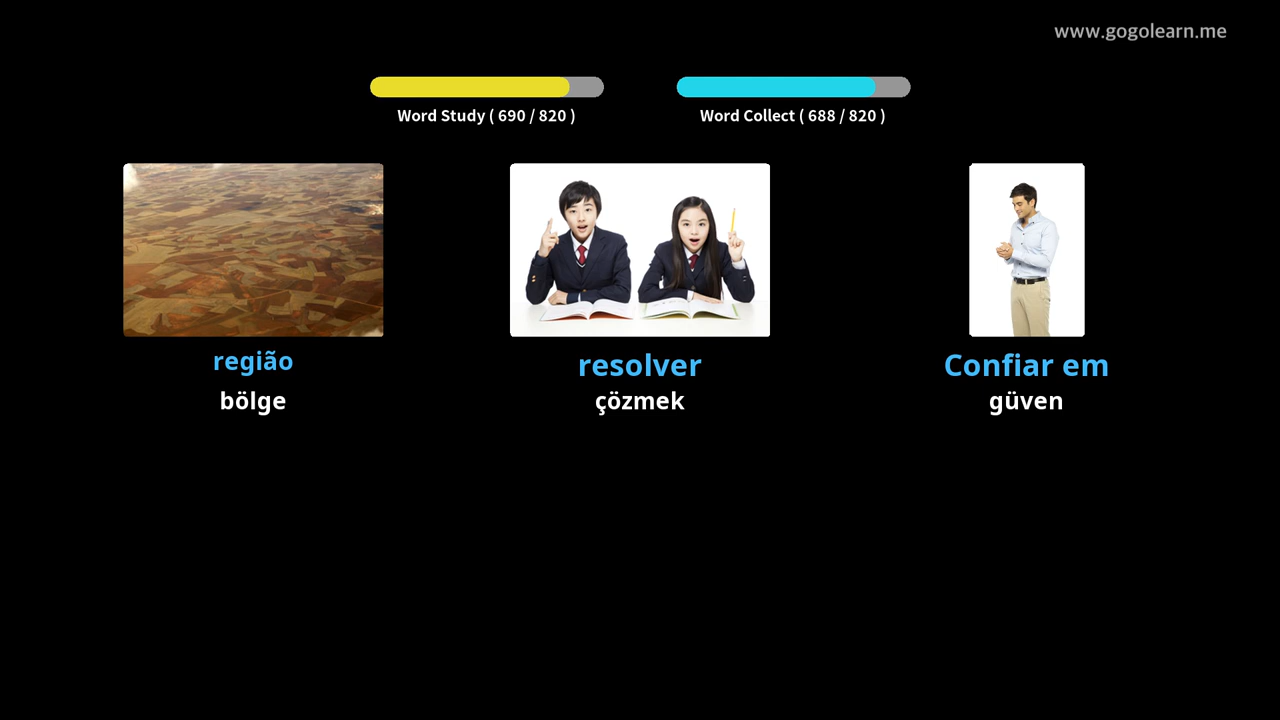 www.gogolearn.me
Word Study ( 690 / 820 )
Word Collect ( 688 / 820 )
região
bölge
resolver
çözmek
Confiar em
güven